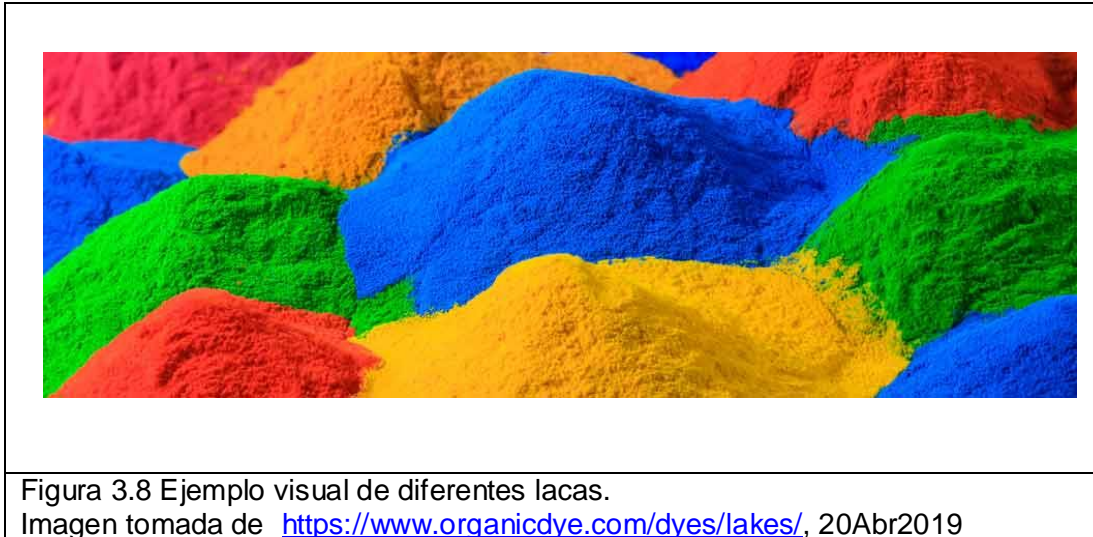 Figura 3.8 Ejemplo visual de diferentes lacas.
Imagen tomada de https://www.organicdye.com/dyes/lakes/, 20Abr2019